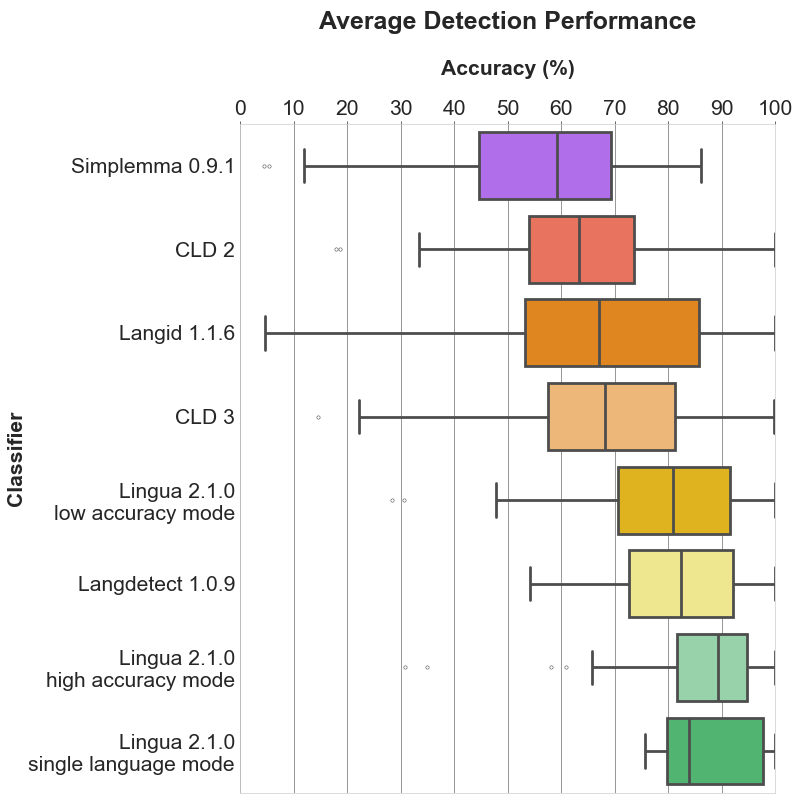 Average Detection Performance
Accuracy (%)
0 10 20 30 40 50 60 70 80 90 100
Classifier
Simplemma 0.9.1
CLD 2
Langid 1.1.6
CLD 3
Lingua 2.1.0
low accuracy mode
Langdetect 1.0.9
Lingua 2.1.0
high accuracy mode
Lingua 2.1.0
single language mode